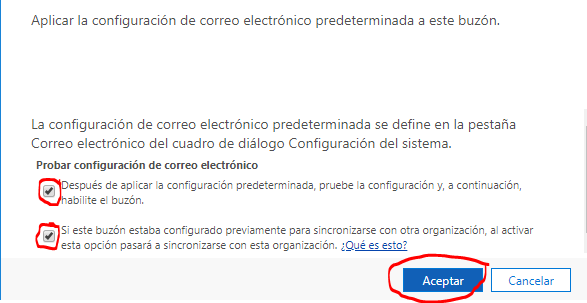 Aplicar la configuración de correo electrónico predeterminada a este buzón.
La configuración de correo electrónico predeterminada se define en la pestaña
Correo electrónico del cuadro de diálogo Configuración del sistema.
Probar configuración de correo electrónico
Después de aplicar la configuración predeterminada, pruebe la configuración y, a continuación,
habilite el buzón.
Si este buzón estaba configurado previamente para sincronizarse con otra organización, al activar
esta opción pasará a sincronizarse con esta organización. ¿Qué es esto?
Aceptar
Cancelar